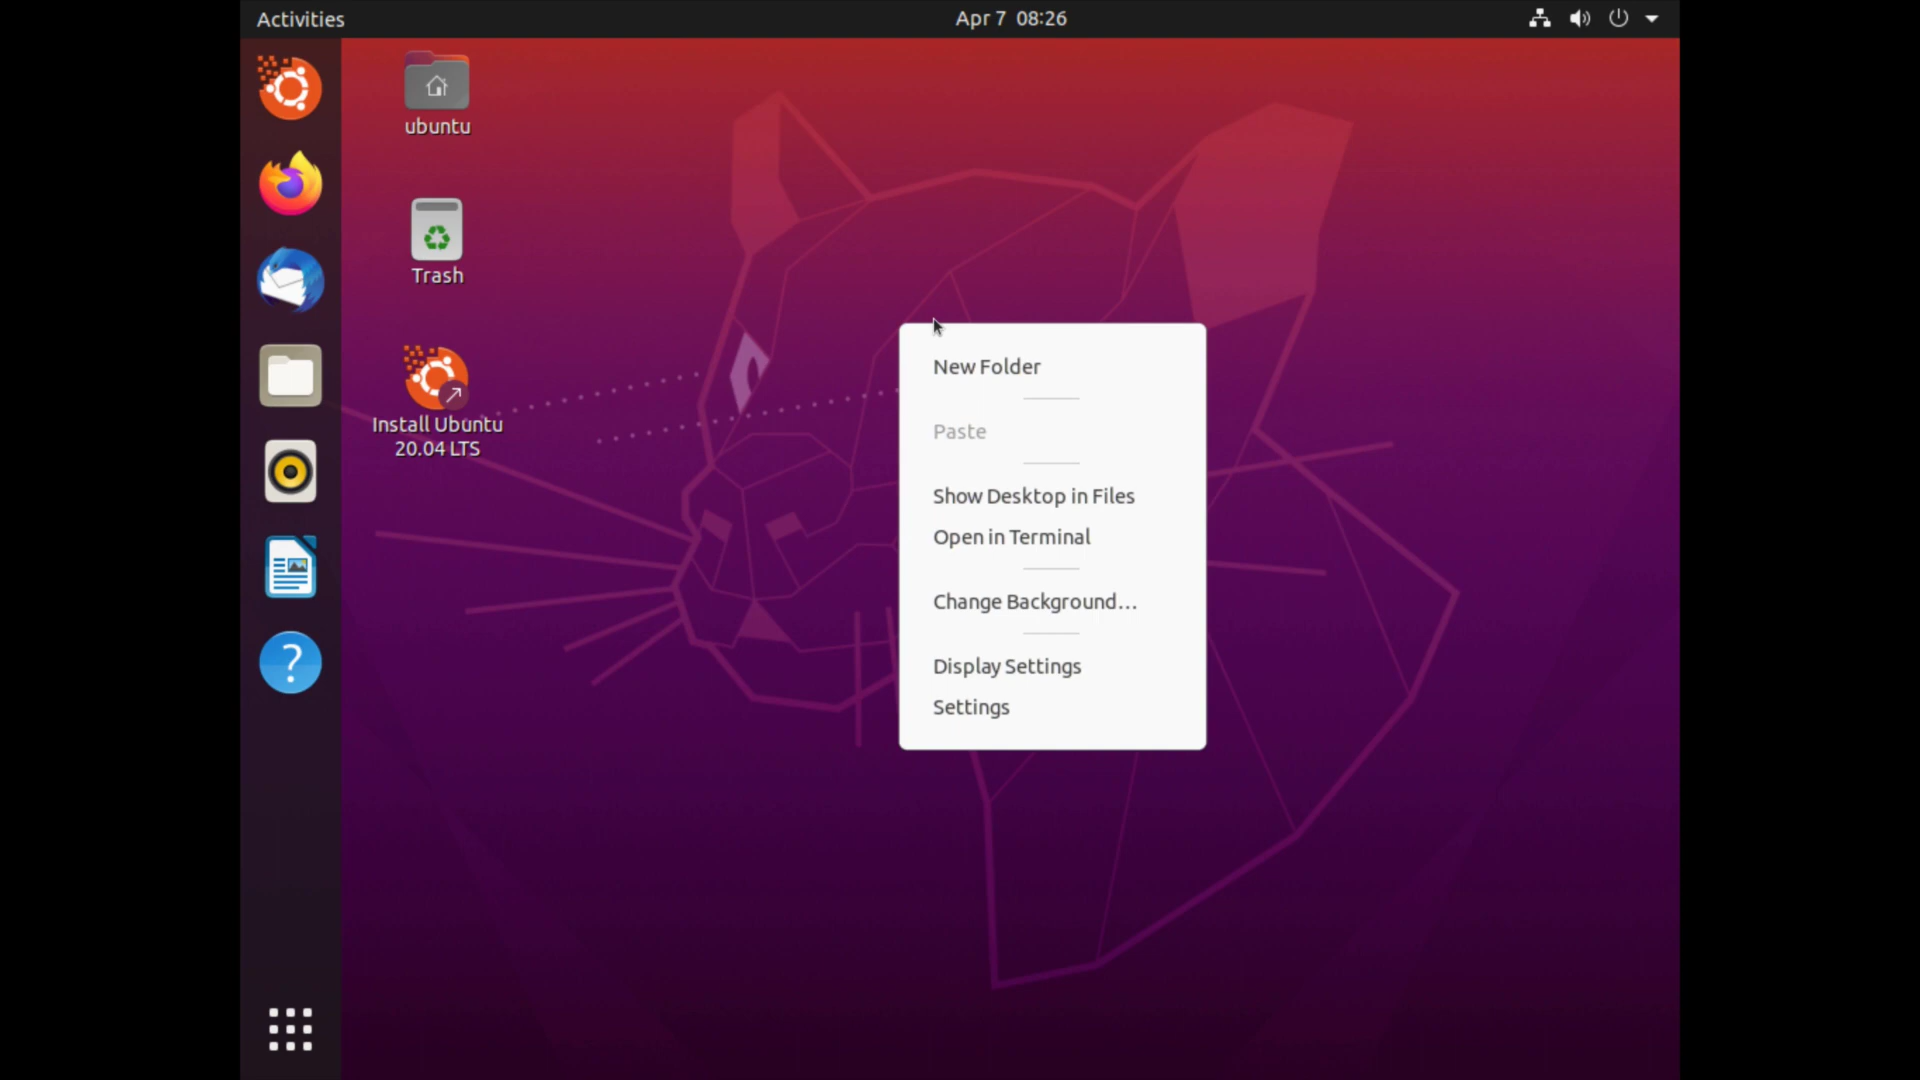 Activities
Apr 7 08:26
ubuntu
Trash
Install Ubuntu
20.04 LTS
New Folder
Paste
Show Desktop in Files
Open in Terminal
Change Background...
Display Settings
Settings
?